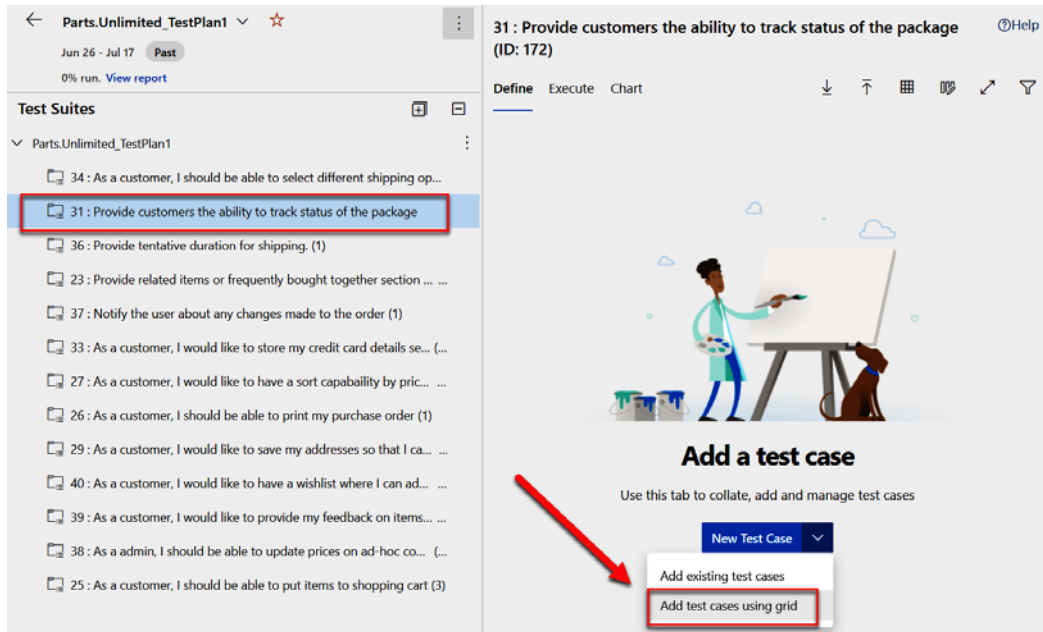 Parts.Unlimited_TestPlan1
Jun 26 - Jul 17 Past
0% run. View report
Test Suites
Parts.Unlimited_TestPlan1
34 : As a customer, I should be able to select different shipping op...
31 : Provide customers the ability to track status of the package
36 : Provide tentative duration for shipping. (1)
23 : Provide related items or frequently bought together section ... ...
37 : Notify the user about any changes made to the order (1)
33 : As a customer, I would like to store my credit card details se... (...
27 : As a customer, I would like to have a sort capabaility by pric... ...
26 : As a customer, I should be able to print my purchase order (1)
29 : As a customer, I would like to save my addresses so that I ca... ...
40 : As a customer, I would like to have a wishlist where I can ad... ...
39 : As a customer, I would like to provide my feedback on items... ...
38 : As a admin, I should be able to update prices on ad-hoc co... (...
25 : As a customer, I should be able to put items to shopping cart (3)
31 : Provide customers the ability to track status of the package
(ID: 172)
Help
Define Execute Chart
Add a test case
Use this tab to collate, add and manage test cases
New Test Case
Add existing test cases
Add test cases using grid